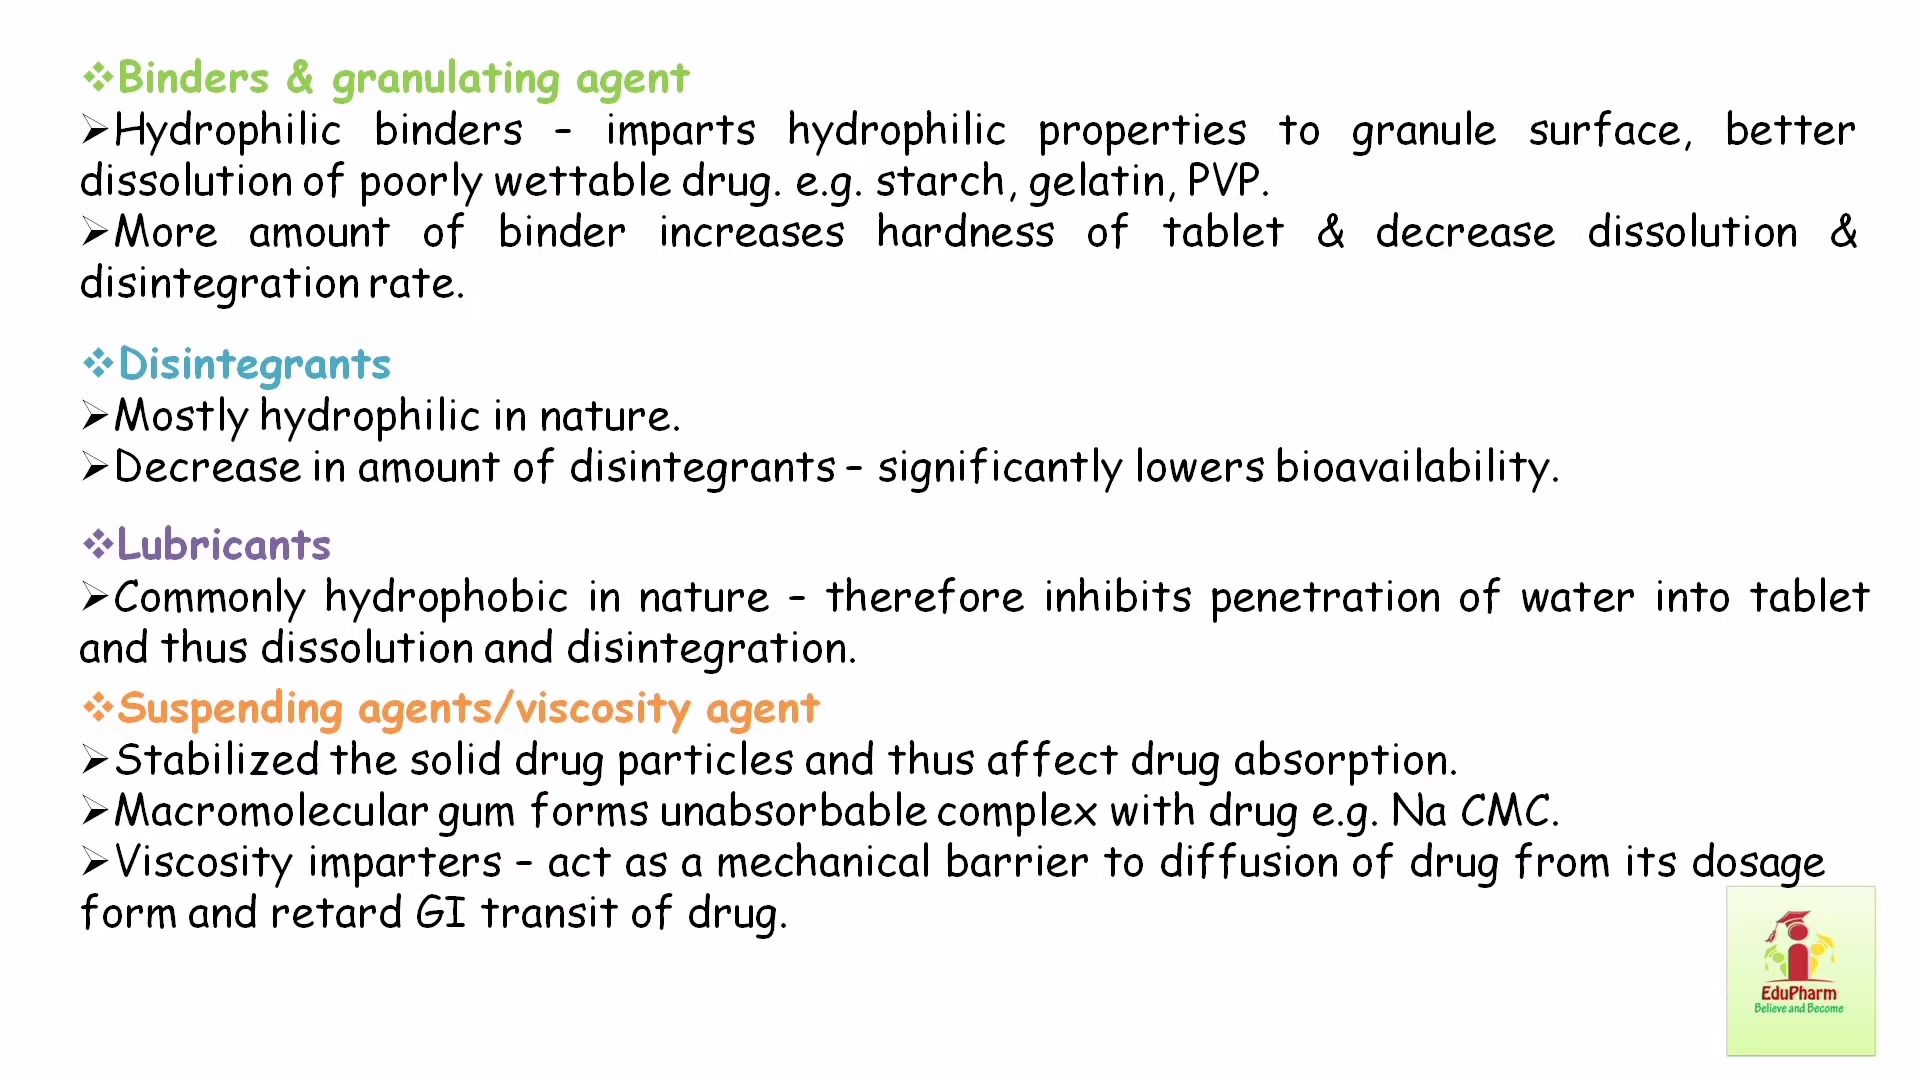 ❖Binders & granulating agent
➢Hydrophilic binders – imparts hydrophilic properties to granule surface, better
dissolution of poorly wettable drug. e.g. starch, gelatin, PVP.
➢More amount of binder increases hardness of tablet & decrease dissolution &
disintegration rate.
❖Disintegrants
➢Mostly hydrophilic in nature.
➢Decrease in amount of disintegrants – significantly lowers bioavailability.
❖Lubricants
➢Commonly hydrophobic in nature – therefore inhibits penetration of water into tablet
and thus dissolution and disintegration.
❖Suspending agents/viscosity agent
➢Stabilized the solid drug particles and thus affect drug absorption.
➢Macromolecular gum forms unabsorbable complex with drug e.g. Na CMC.
➢Viscosity imparters – act as a mechanical barrier to diffusion of drug from its dosage
form and retard GI transit of drug.
EduPharm
Believe and Become